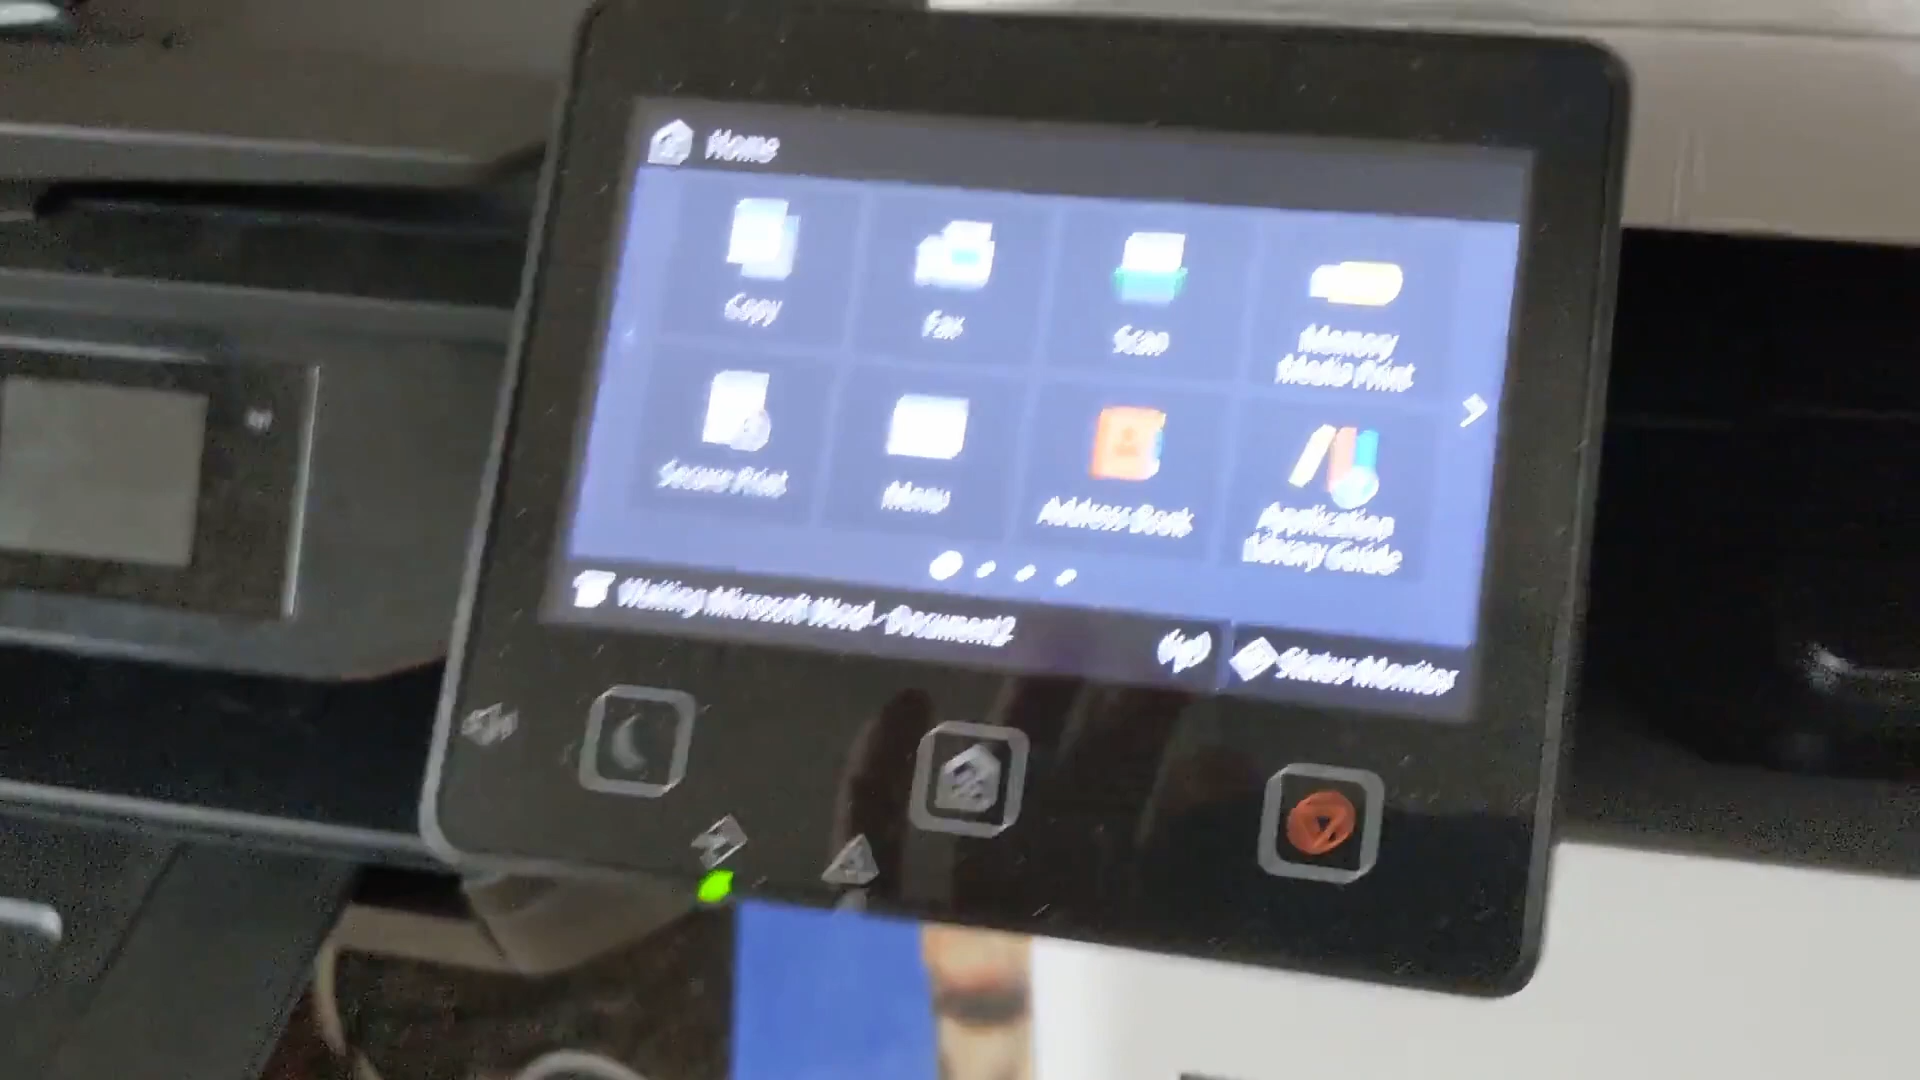 Home
Copy
Fax
Scan
Memory
Media Print
Secure Print
Menu
Address Book
Application
Library Guide
Waiting Microsoft Word - Document2
Status Monitor